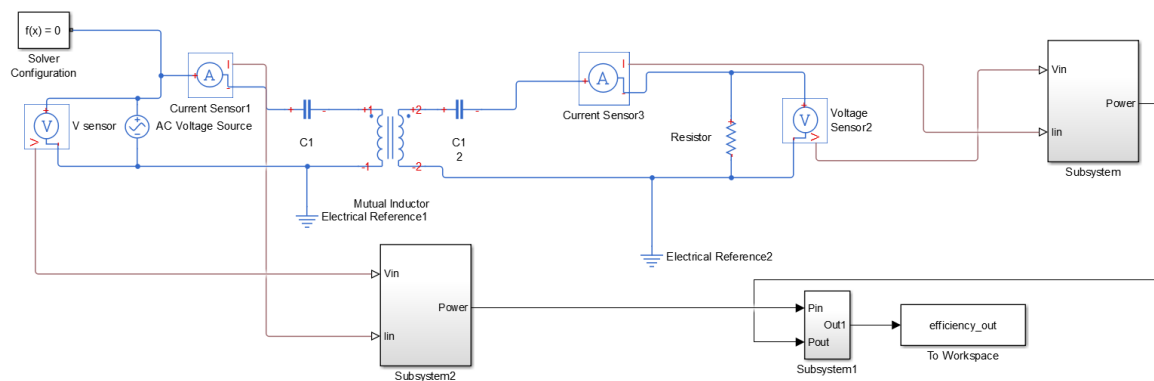 f(x) = 0
Solver
Configuration
+
A
I
-
Current Sensor1
+
V
-
V
V sensor
AC Voltage Source
+
-
C1
+1
-1
+2
-2
Mutual Inductor
+
-
C1
2
Electrical Reference1
+
A
I
-
Current Sensor3
Resistor
+
-
+
V
-
V
Voltage
Sensor2
Electrical Reference2
Vin
Iin
Power
Subsystem
Vin
Iin
Power
Subsystem2
Pin
Pout
Out1
Subsystem1
efficiency_out
To Workspace